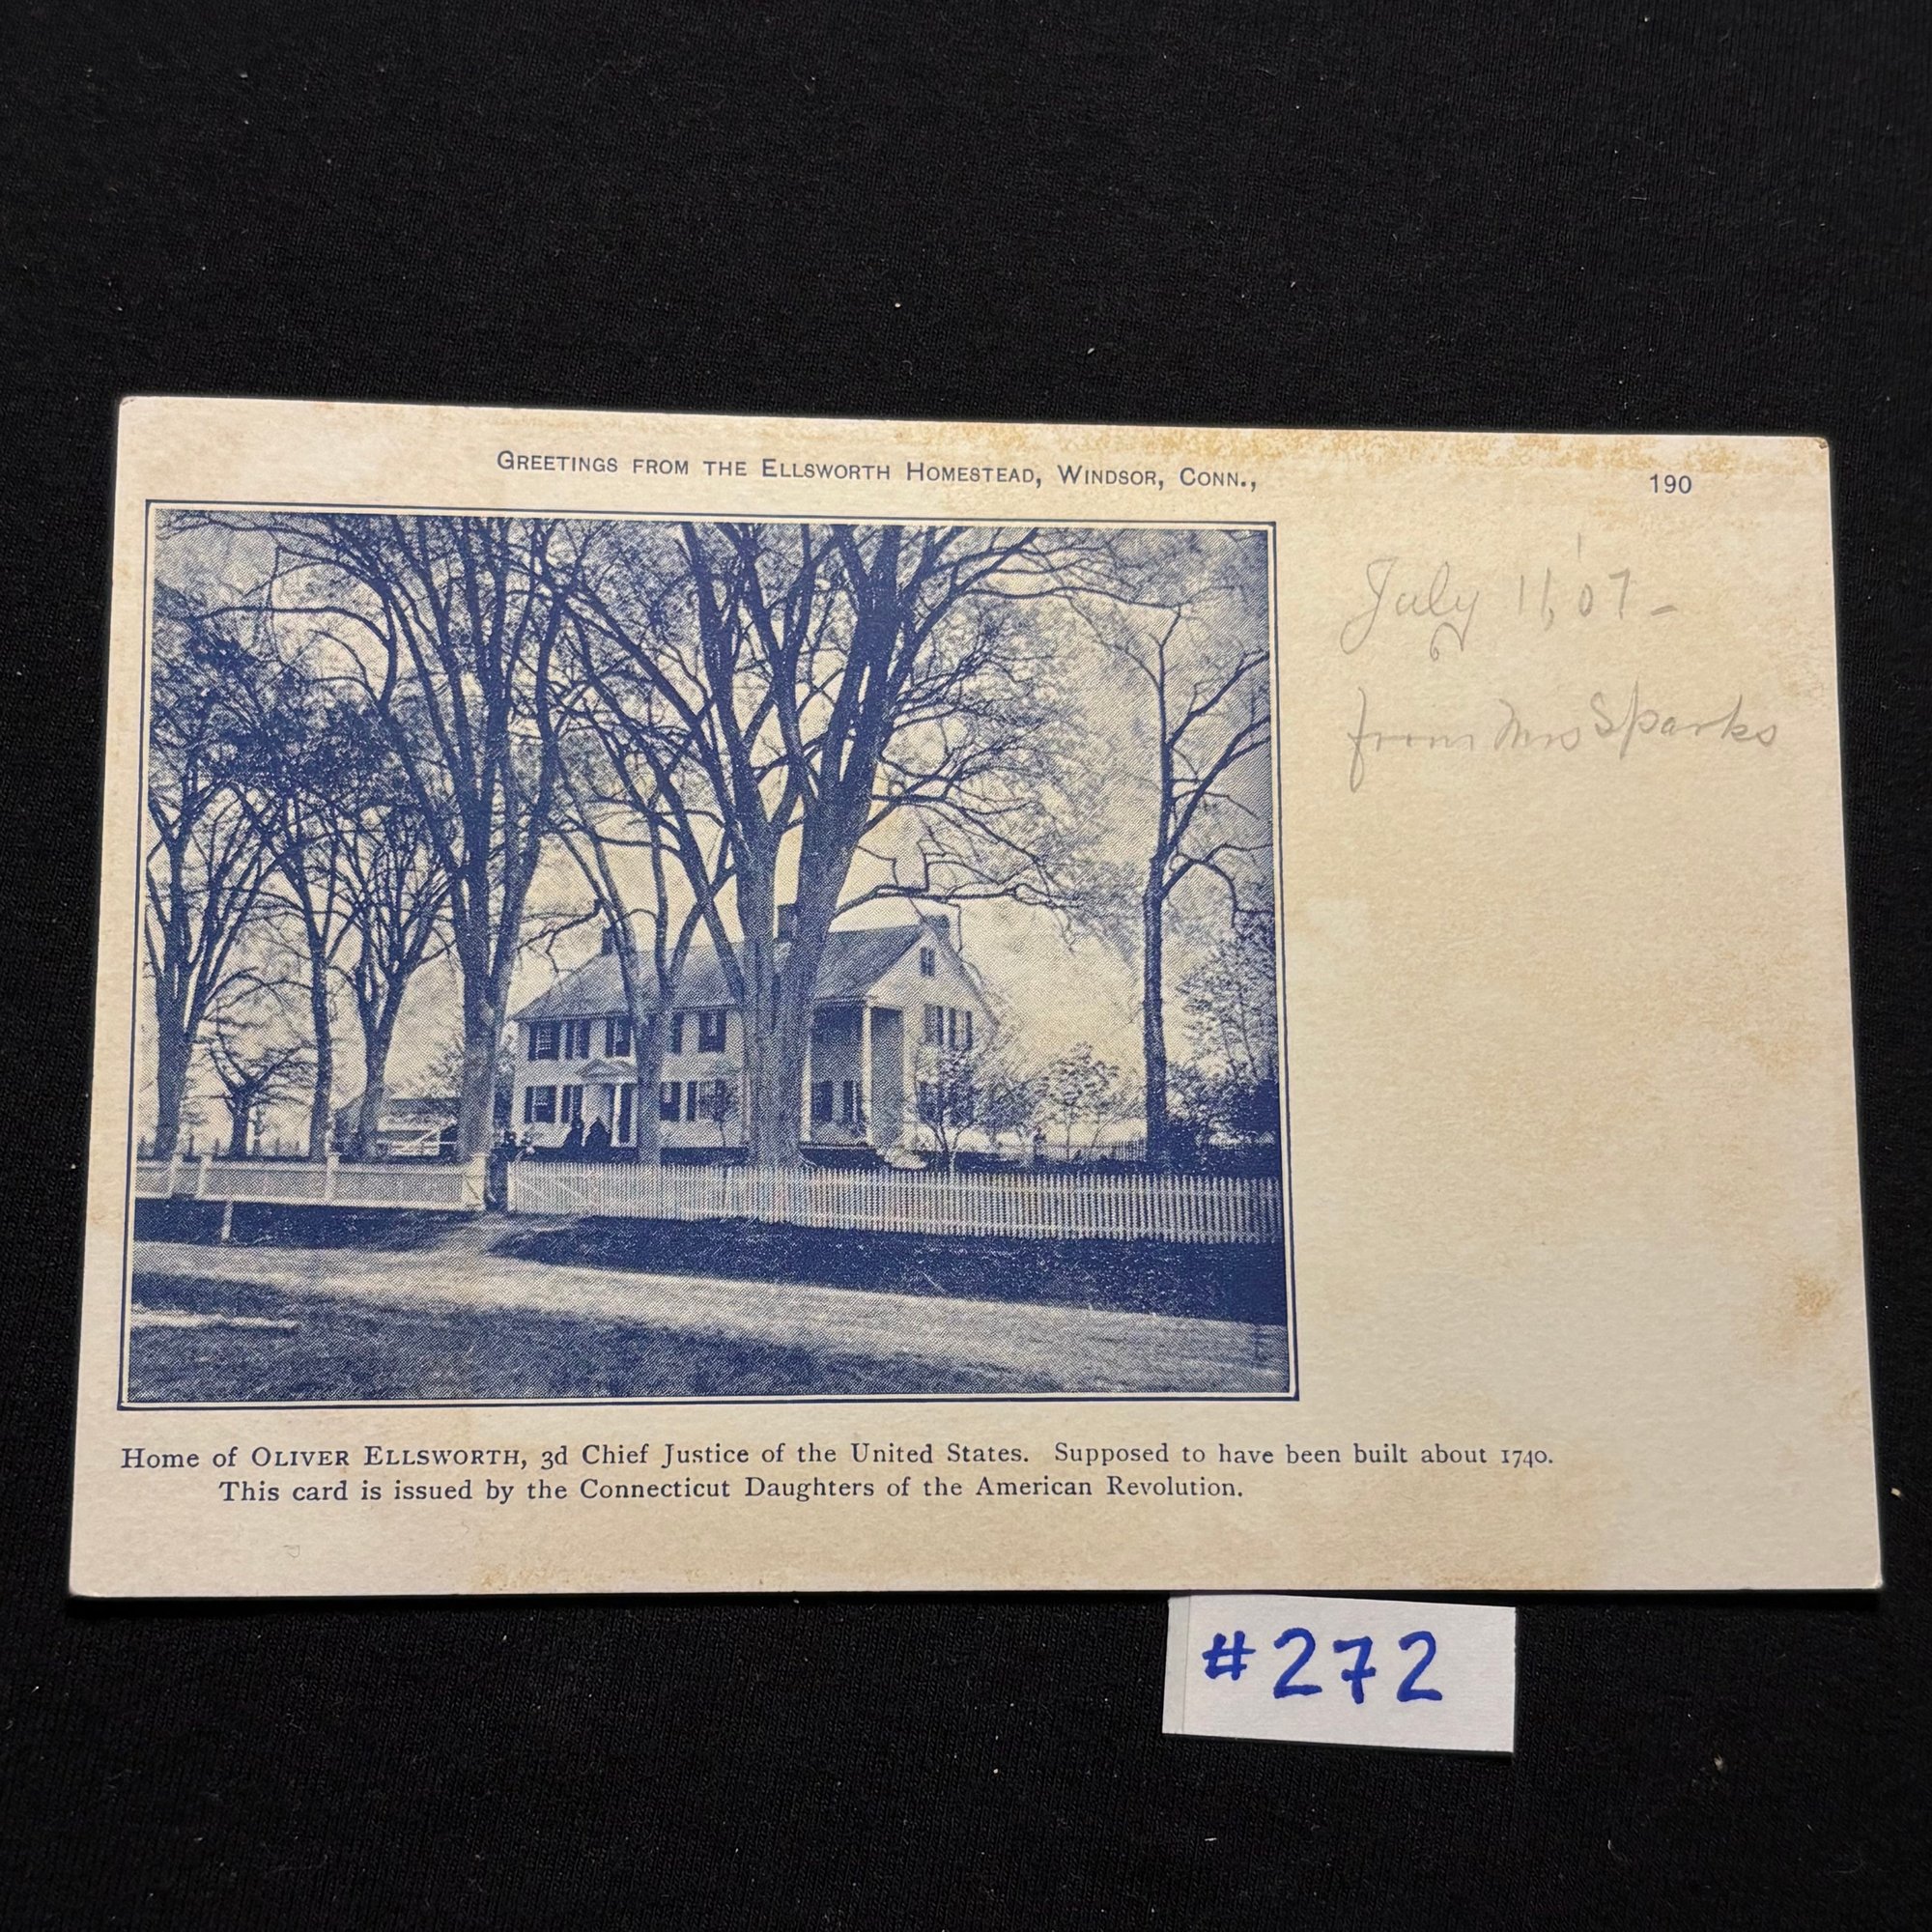 GREETINGS FROM THE ELLSWORTH HOMESTEAD, WINDSOR, CONN., 190
July 11, 07 -
from Mrs Sparks
Home of OLIVER ELLSWORTH, 3d Chief Justice of the United States. Supposed to have been built about 1740.
This card is issued by the Connecticut Daughters of the American Revolution.
#272